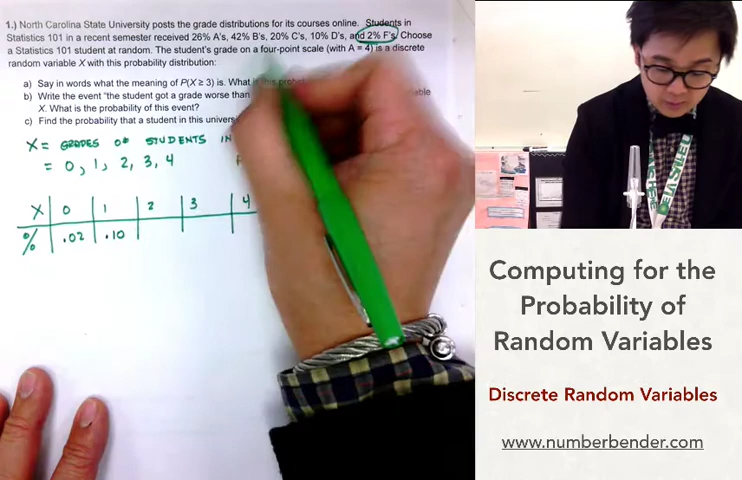 1.) North Carolina State University posts the grade distributions for its courses online. Students in
Statistics 101 in a recent semester received 26% A's, 42% B's, 20% C's, 10% D's, and 2% F's. Choose
a Statistics 101 student at random. The student's grade on a four-point scale (with A = 4) is a discrete
random variable X with this probability distribution:
a) Say in words what the meaning of P(X ≥ 3) is. What is this
b) Write the event "the student got a worse than
X. What is the probability of this event?
c) Find the probability that a student in this
X = GRADES OF STUDENTS IN
= 0, 1, 2, 3, 4
X 0 1 2 3 4
% .02 .10
Computing for the
Probability of
Random Variables
Discrete Random Variables
www.numberbender.com